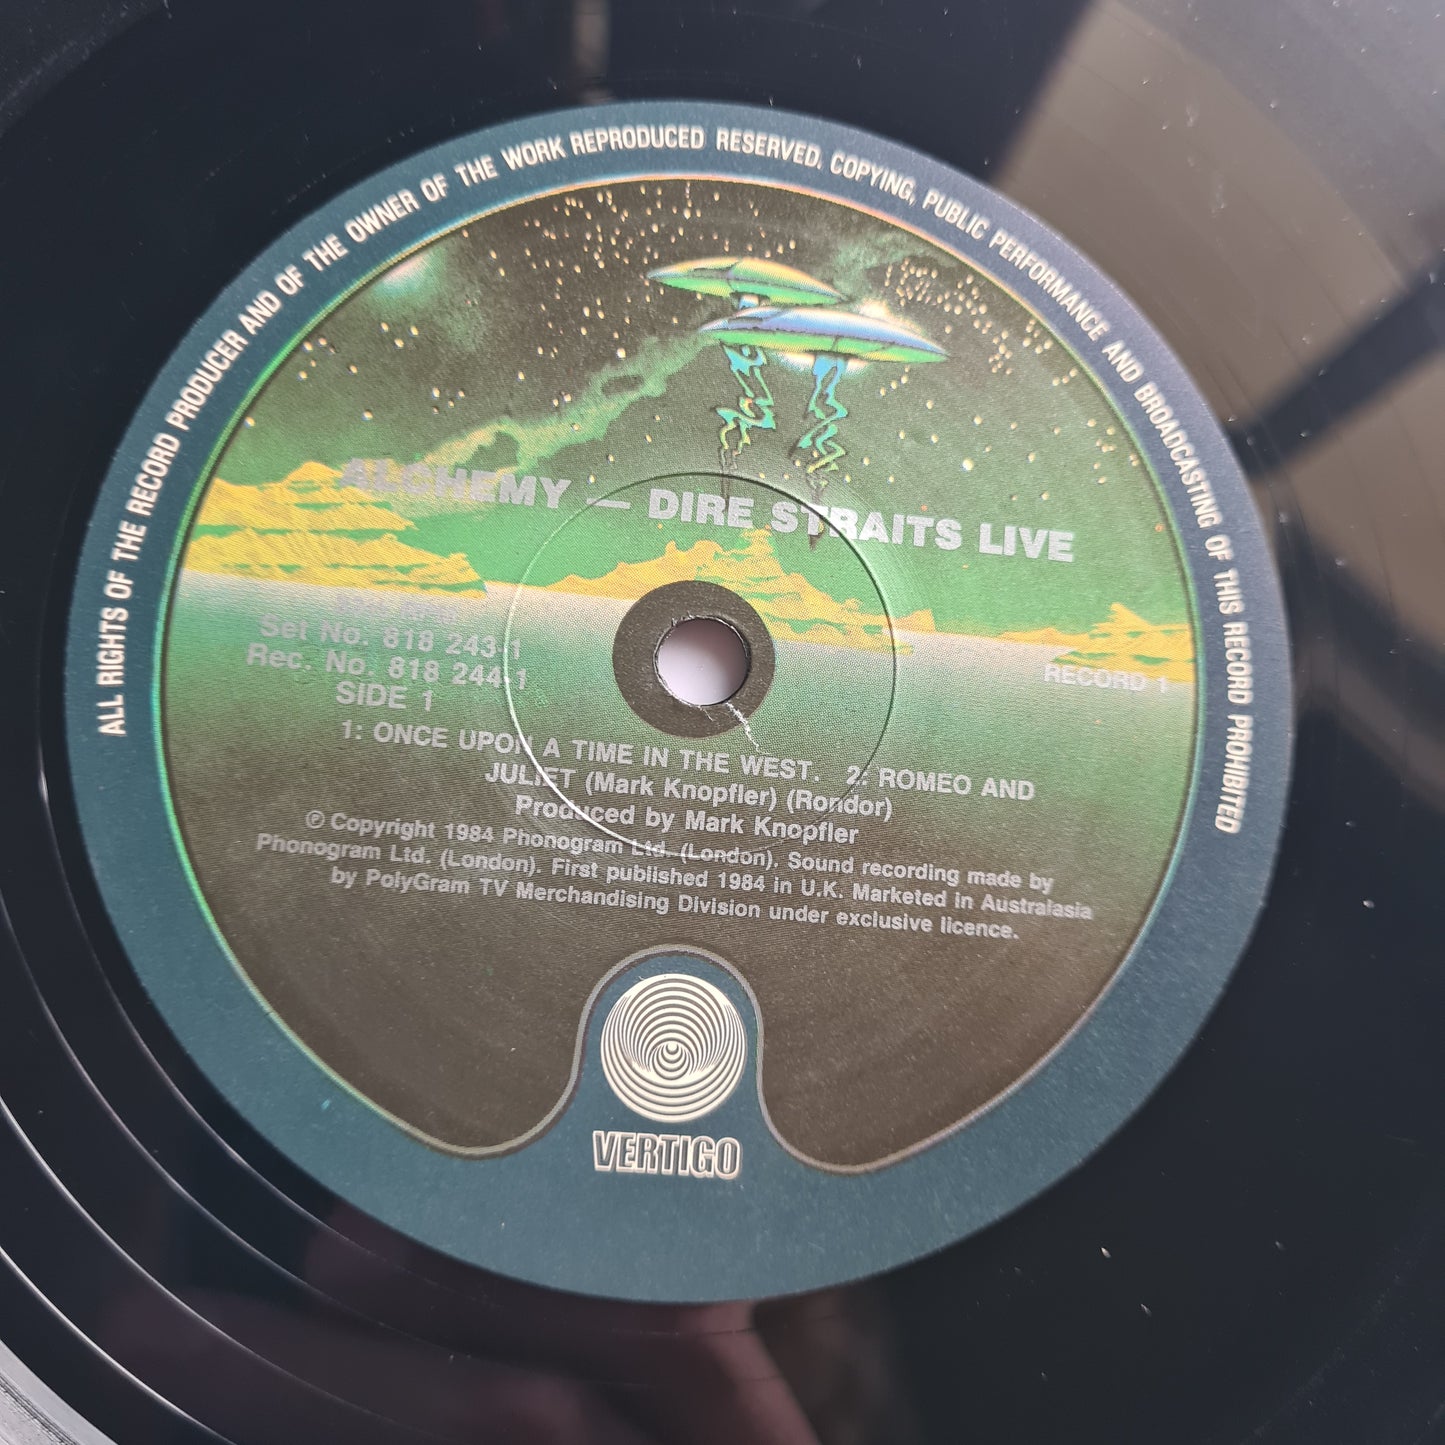 ALL RIGHTS OF THE RECORD PRODUCER AND OF THE OWNER OF THE WORK REPRODUCED RESERVED. COPYING, PUBLIC PERFORMANCE AND BROADCASTING OF THIS RECORD PROHIBITED
ALCHEMY — DIRE STRAITS LIVE
Set No. 818 243-1
Rec. No. 818 244-1
SIDE 1
RECORD 1
1: ONCE UPON A TIME IN THE WEST. 2: ROMEO AND
JULIET (Mark Knopfler) (Rondor)
Produced by Mark Knopfler
℗ Copyright 1984 Phonogram Ltd. (London). Sound recording made by
Phonogram Ltd. (London). First published 1984 in U.K. Marketed in Australasia
by PolyGram TV Merchandising Division under exclusive licence.
VERTIGO